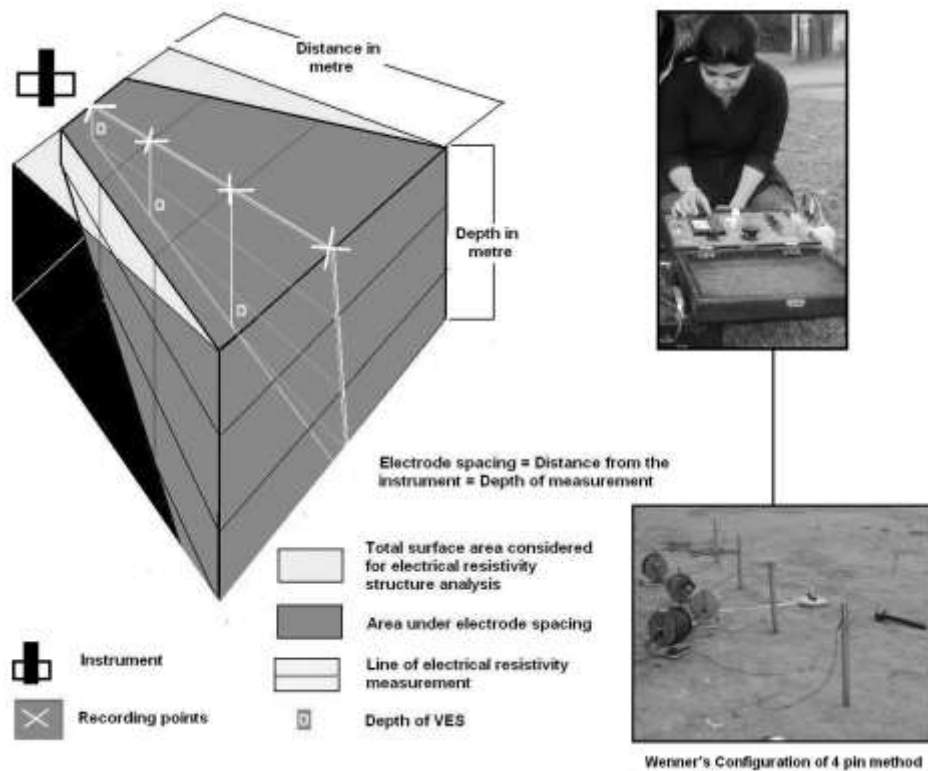 Distance in
metre
D
D
D
Depth in
metre
Electrode spacing = Distance from the
instrument = Depth of measurement
Total surface area considered
for electrical resistivity
structure analysis
Area under electrode spacing
Instrument
Line of electrical resistivity
measurement
Recording points
D
Depth of VES
Wenner's Configuration of 4 pin method